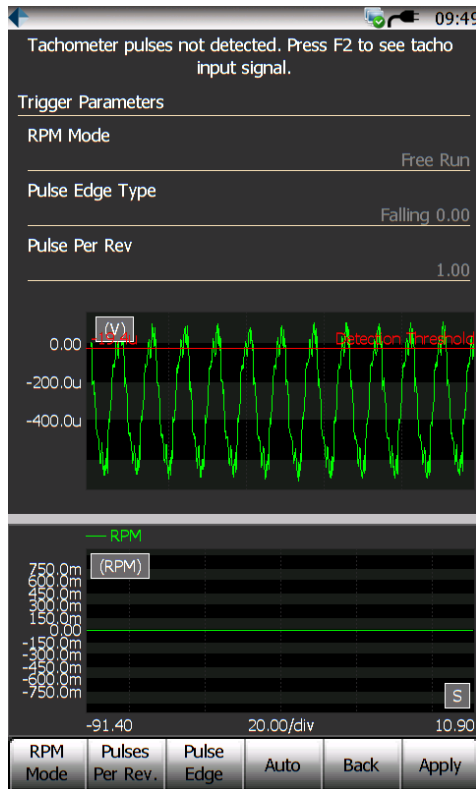 09:49
Tachometer pulses not detected. Press F2 to see tacho
input signal.
Trigger Parameters
RPM Mode
Free Run
Pulse Edge Type
Falling 0.00
Pulse Per Rev
1.00
(V)
Detection Threshold
0.00
-200.0u
-400.0u
RPM
(RPM)
750.0m
600.0m
450.0m
300.0m
150.0m
0.00
-150.0m
-300.0m
-450.0m
-600.0m
-750.0m
S
-91.40 20.00/div 10.90
RPM Mode
Pulses Per Rev.
Pulse Edge
Auto
Back
Apply